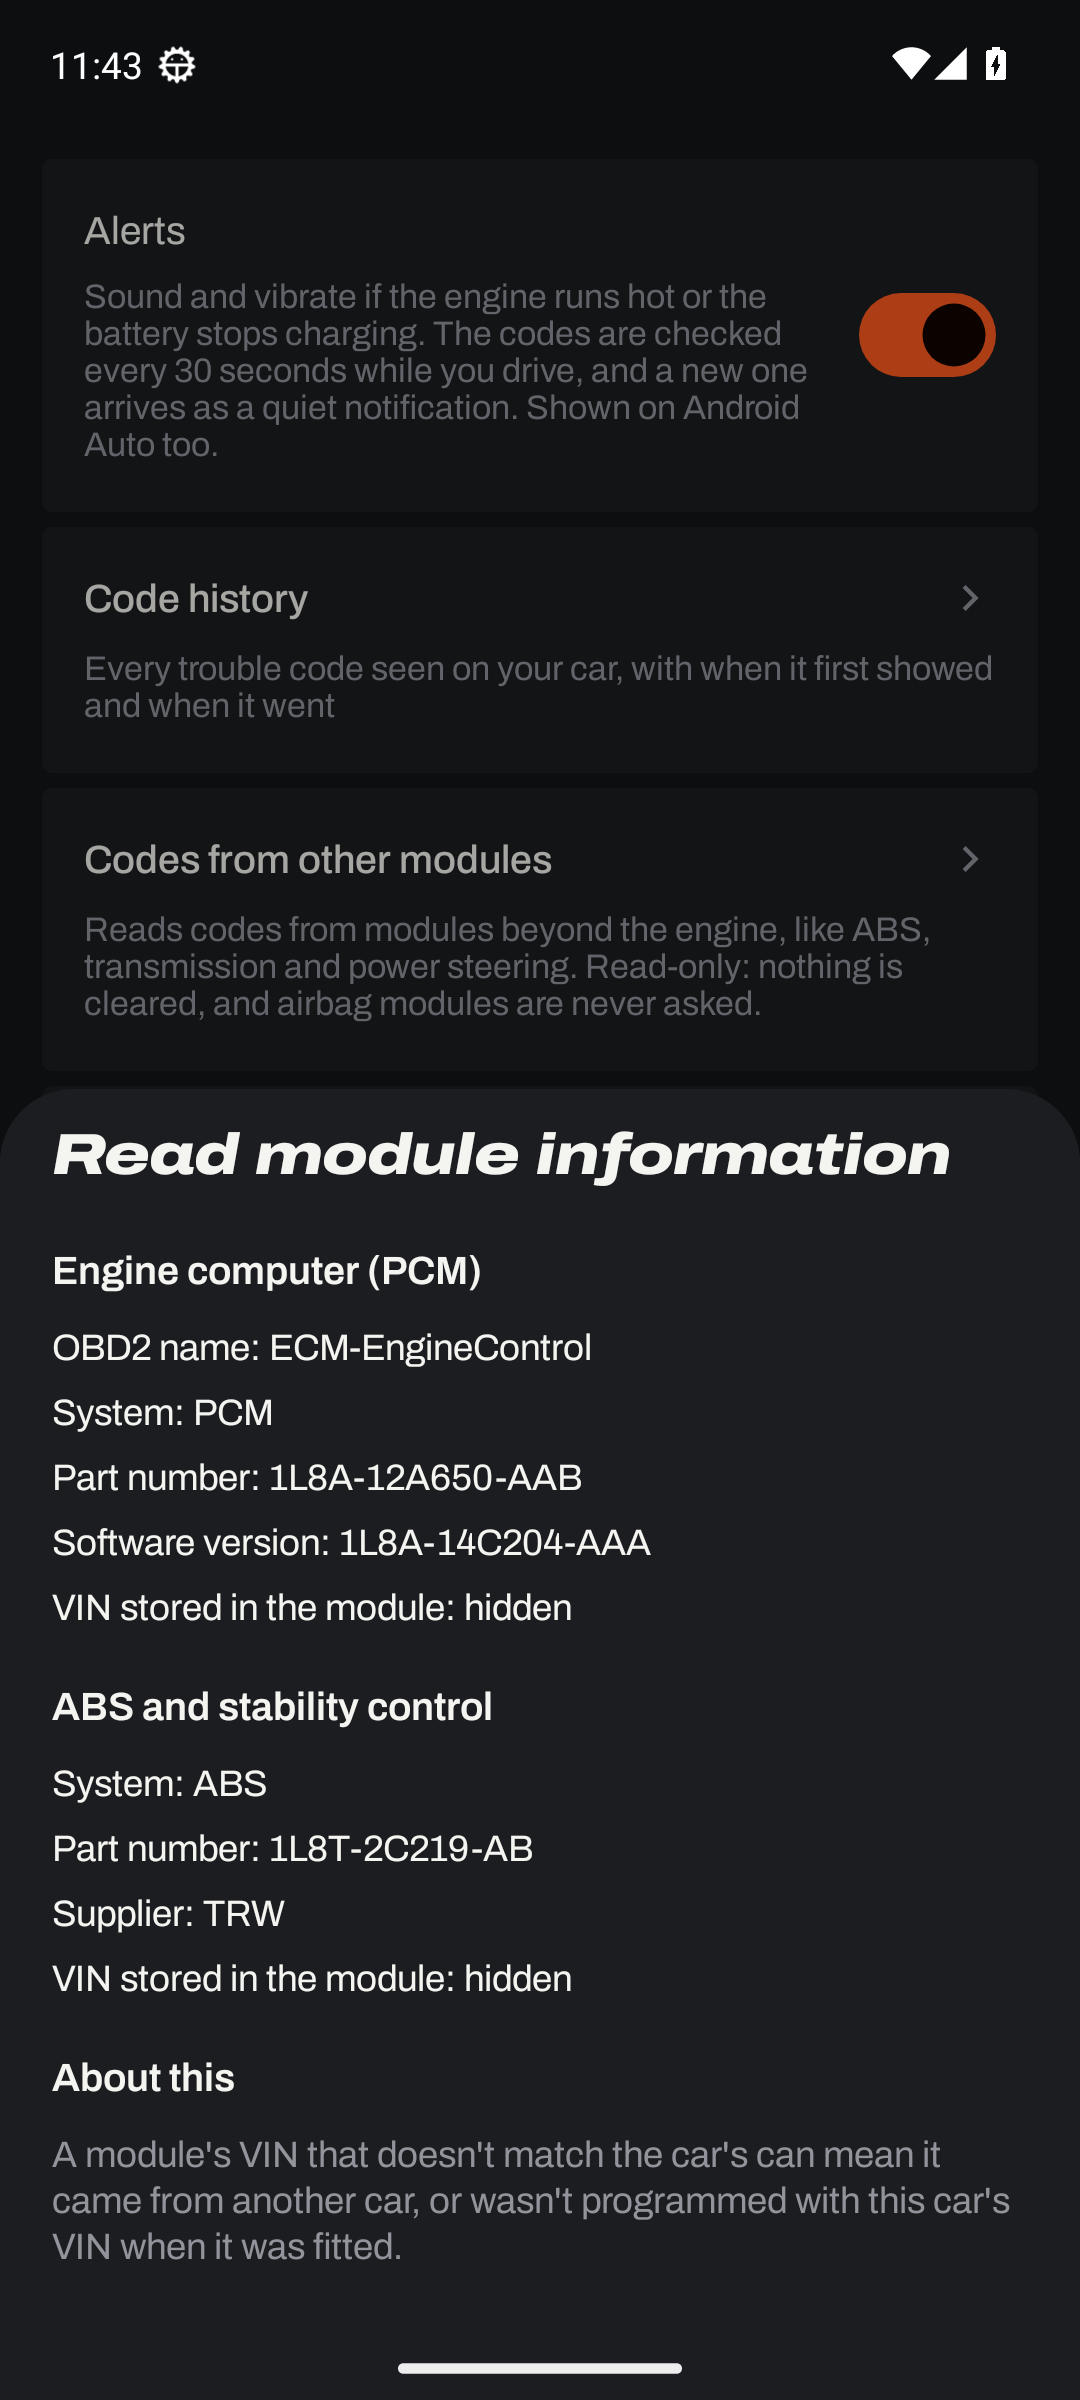 11:43
Alerts
Sound and vibrate if the engine runs hot or the
battery stops charging. The codes are checked
every 30 seconds while you drive, and a new one
arrives as a quiet notification. Shown on Android
Auto too.
Code history
Every trouble code seen on your car, with when it first showed
and when it went
Codes from other modules
Reads codes from modules beyond the engine, like ABS,
transmission and power steering. Read-only: nothing is
cleared, and airbag modules are never asked.
Read module information
Engine computer (PCM)
OBD2 name: ECM-EngineControl
System: PCM
Part number: 1L8A-12A650-AAB
Software version: 1L8A-14C204-AAA
VIN stored in the module: hidden
ABS and stability control
System: ABS
Part number: 1L8T-2C219-AB
Supplier: TRW
VIN stored in the module: hidden
About this
A module's VIN that doesn't match the car's can mean it
came from another car, or wasn't programmed with this car's
VIN when it was fitted.